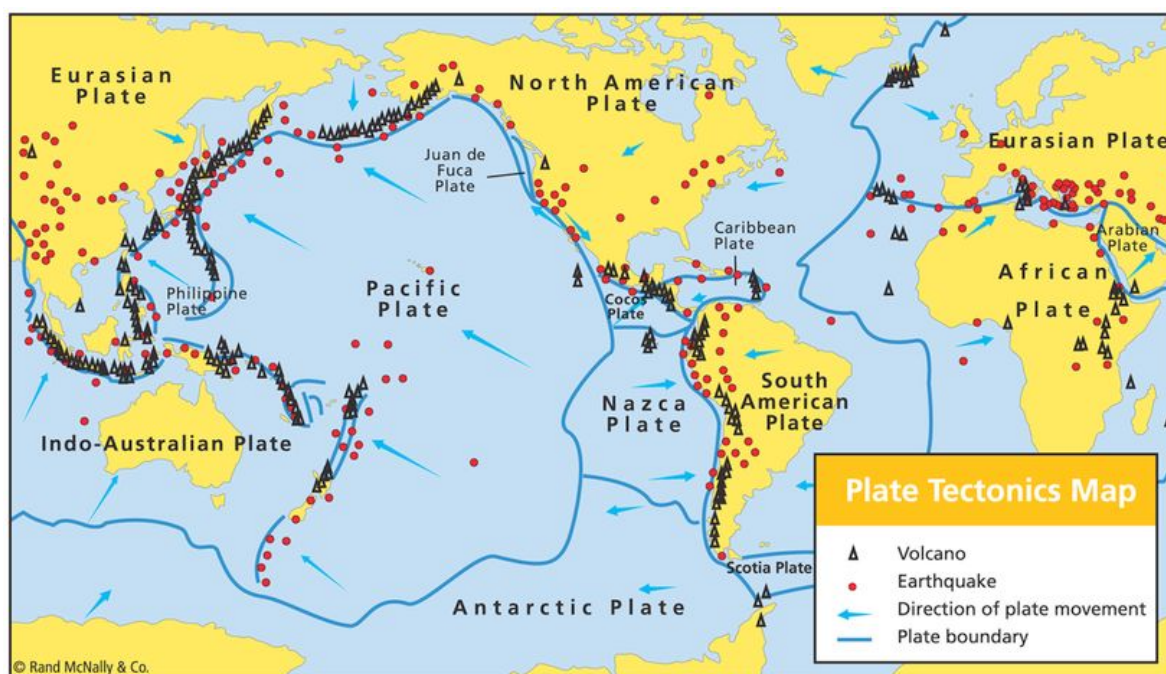 Eurasian
Plate
North American
Plate
Juan de
Fuca Plate
Eurasian Plate
Caribbean
Plate
Arabian
Plate
Philippine
Plate
Pacific
Plate
Cocos
Plate
African
Plate
Nazca
Plate
South
American
Plate
Indo-Australian Plate
Scotia Plate
Antarctic Plate
Plate Tectonics Map
Volcano
Earthquake
Direction of plate movement
Plate boundary
© Rand McNally & Co.